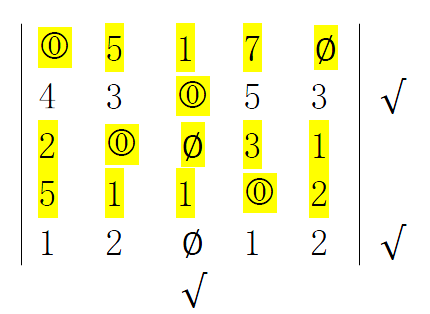 ⓪ 5 1 7 ∅
4 3 ⓪ 5 3 √
2 ⓪ ∅ 3 1
5 1 1 ⓪ 2
1 2 ∅ 1 2 √
√